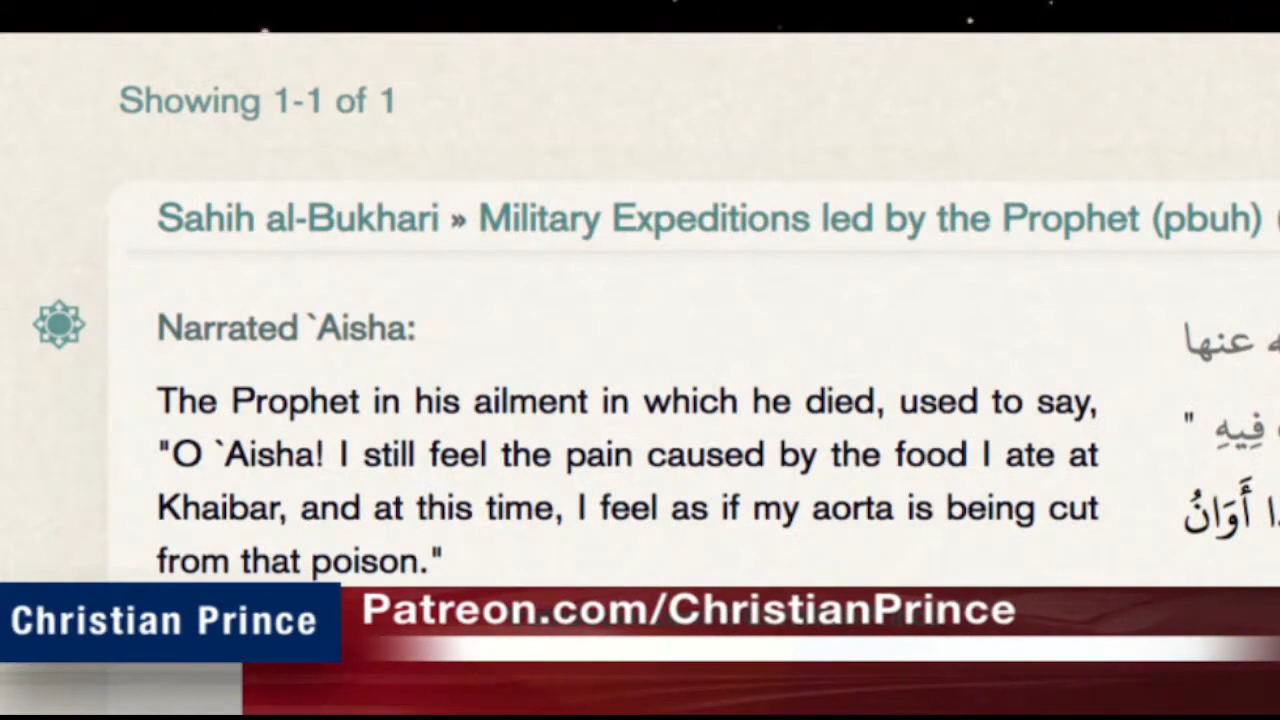 Showing 1-1 of 1
Sahih al-Bukhari » Military Expeditions led by the Prophet (pbuh)
Narrated `Aisha:
عنها
The Prophet in his ailment in which he died, used to say,
"O `Aisha! I still feel the pain caused by the food I ate at
فِيهِ "
Khaibar, and at this time, I feel as if my aorta is being cut
أَوَانُ
from that poison."
Christian Prince
Patreon.com/ChristianPrince